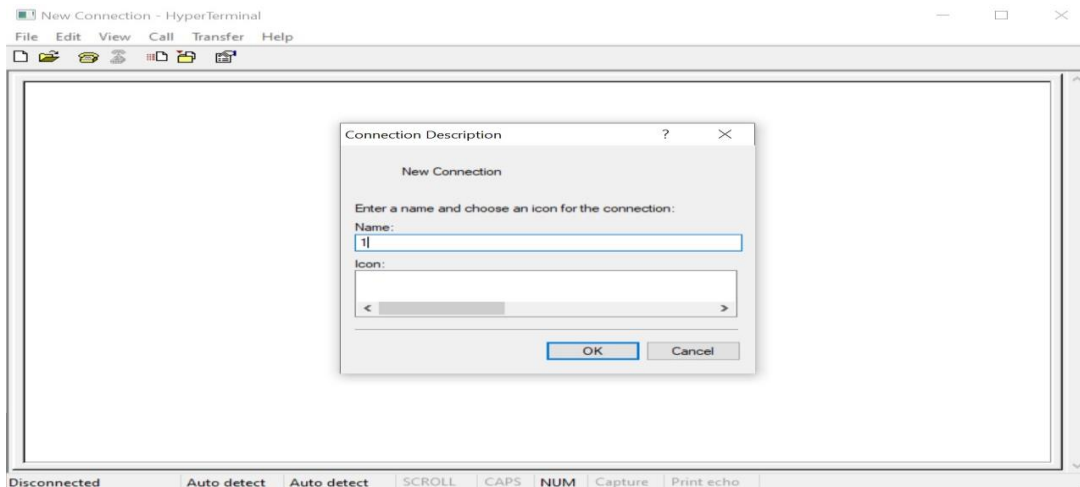 New Connection - HyperTerminal
File Edit View Call Transfer Help
Connection Description
New Connection
Enter a name and choose an icon for the connection:
Name:
1
Icon:
OK Cancel
Disconnected Auto detect Auto detect SCROLL CAPS NUM Capture Print echo